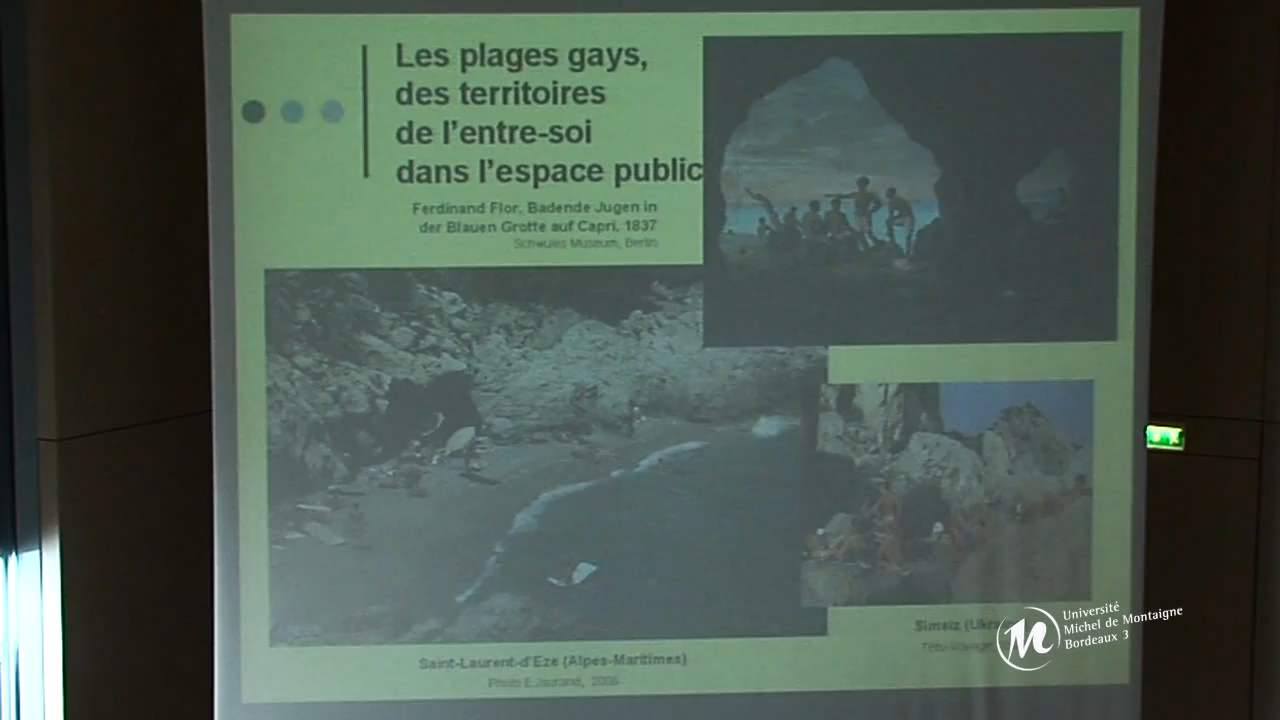 Les plages gays,
des territoires
de l'entre-soi
dans l'espace public
Ferdinand Flor, Badende Jugen in
der Blauen Grotte auf Capri, 1837
Schwules Museum, Berlin
Saint-Laurent-d'Eze (Alpes-Maritimes)
Photo E.Jaurand, 2006
Simeiz
Têtu-Voyage
Université
Michel de Montaigne
Bordeaux 3